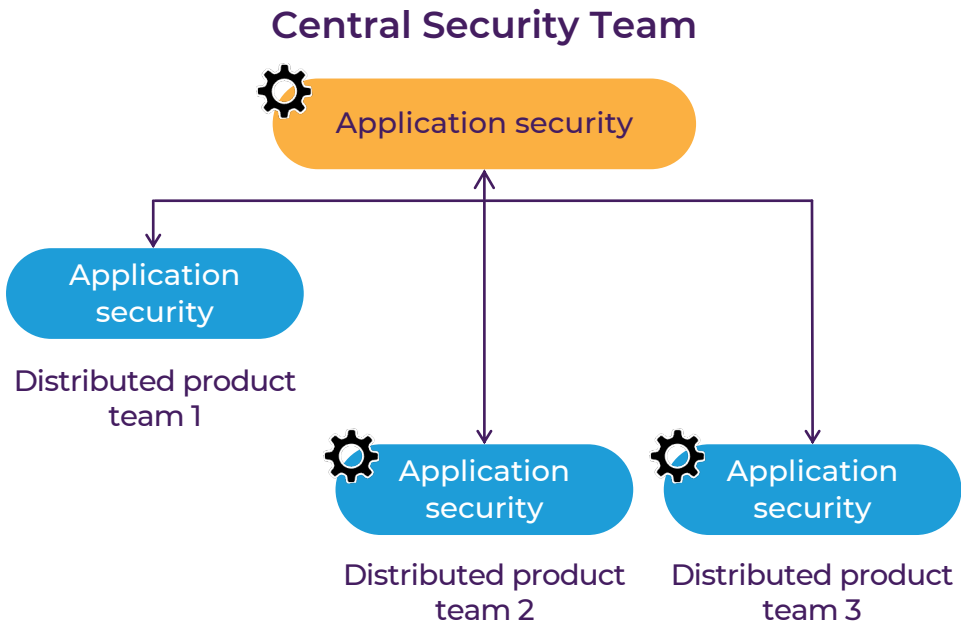 Central Security Team
Application security
Application
security
Distributed product
team 1
Application
security
Distributed product
team 2
Application
security
Distributed product
team 3